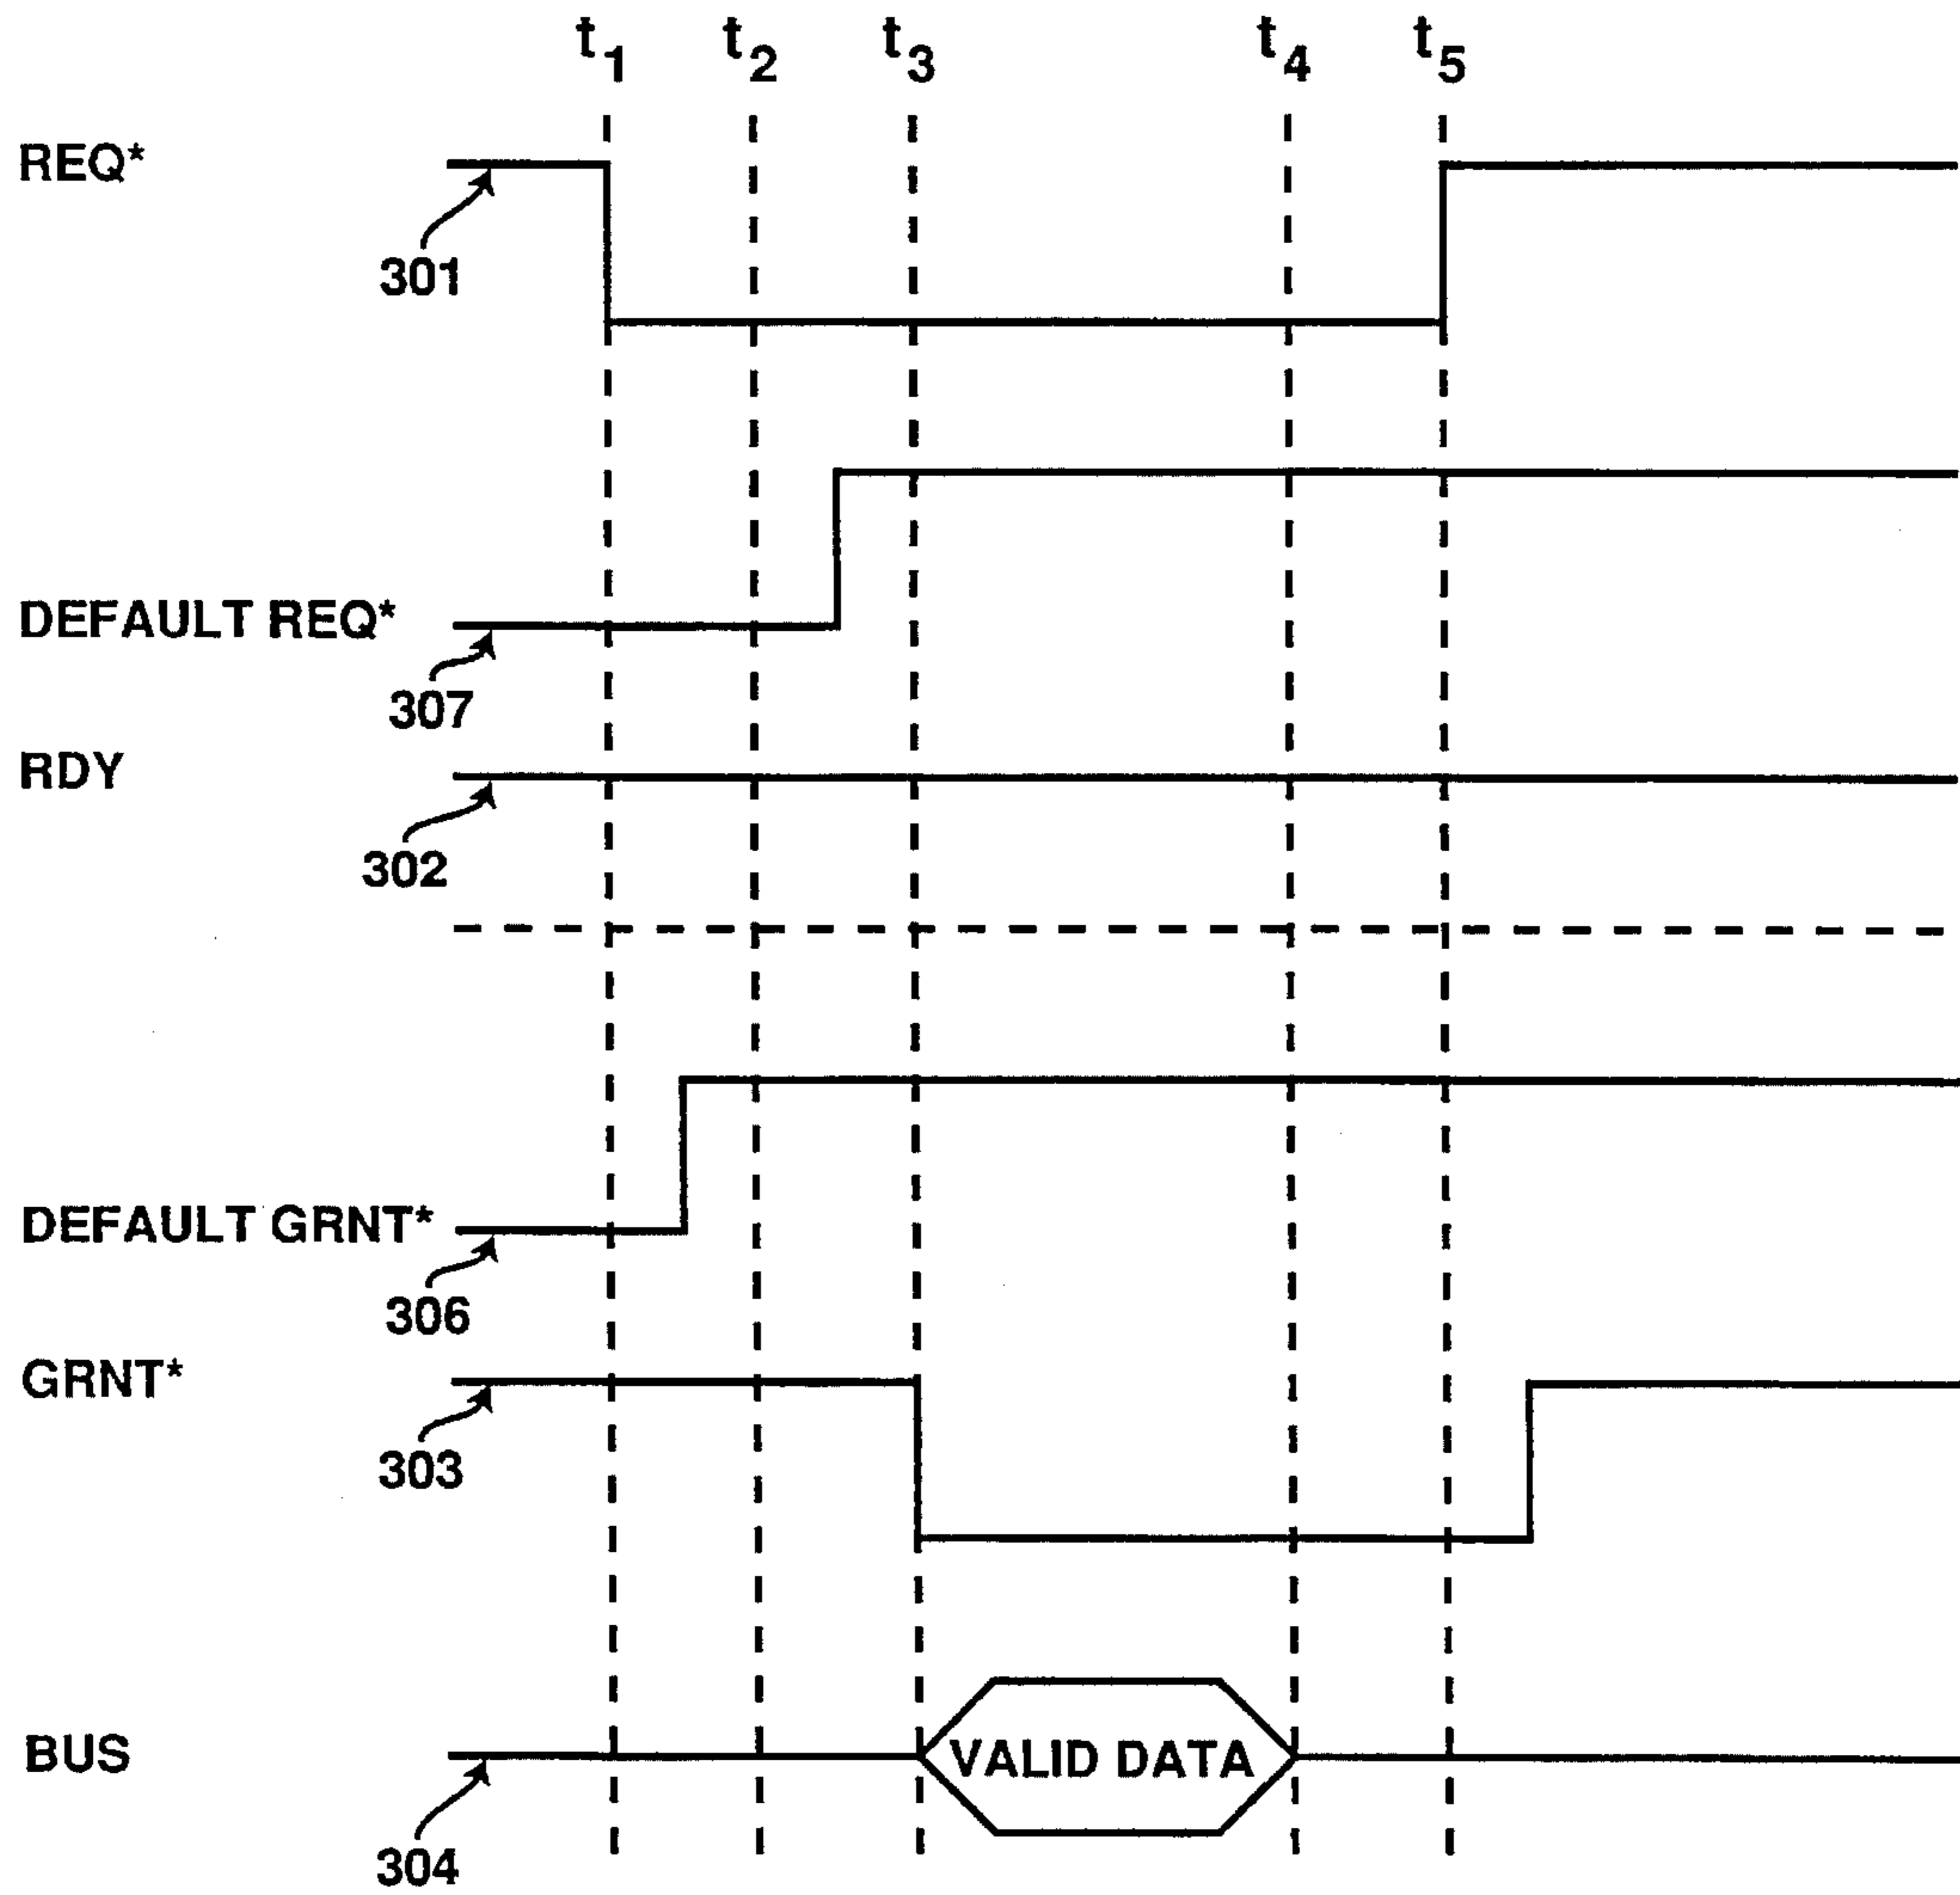 t1 t2 t3 t4 t5
REQ*
301
DEFAULT REQ*
307
RDY
302
DEFAULT GRNT*
306
GRNT*
303
BUS
VALID DATA
304